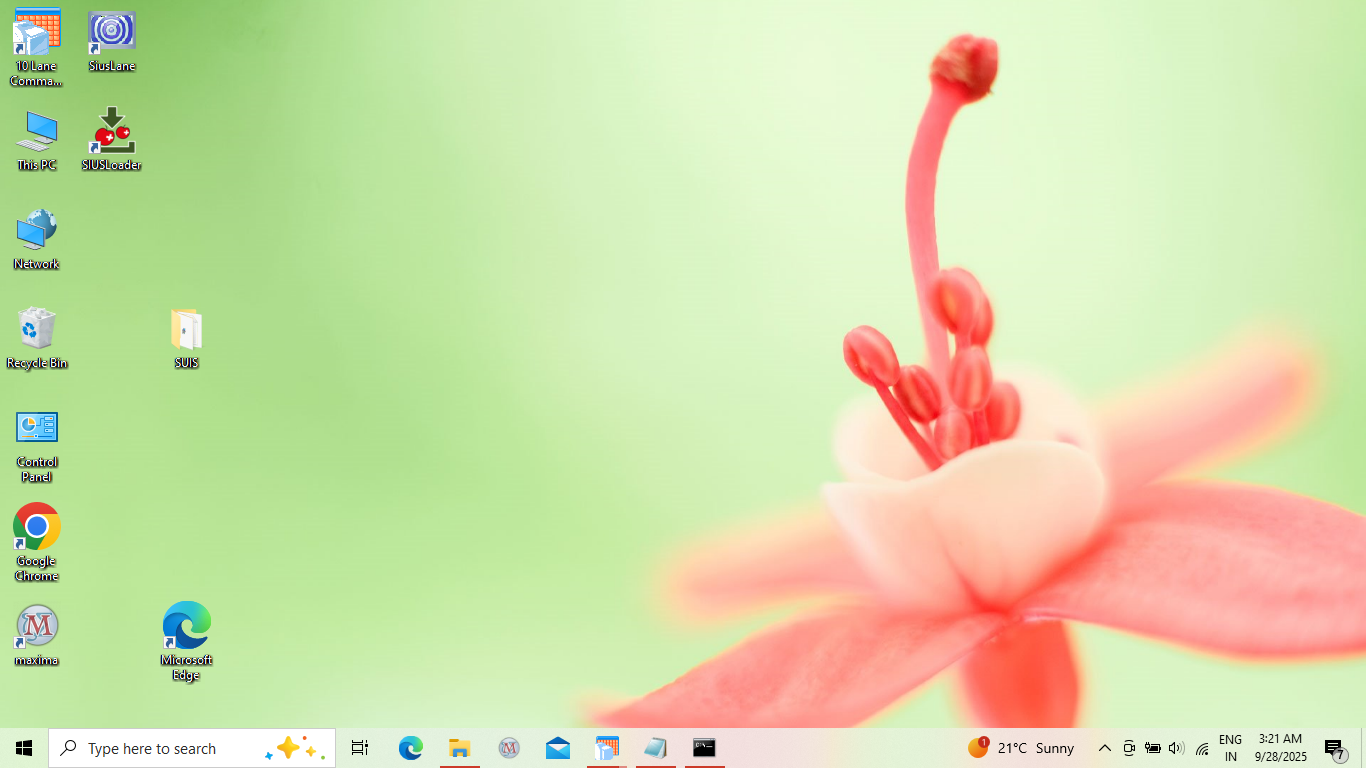 10 Lane
Comma...
SiusLane
This PC
SIUSLoader
Network
Recycle Bin
SUIS
Control
Panel
Google
Chrome
maxima
Microsoft
Edge
Type here to search
1
21°C Sunny
ENG
IN
3:21 AM
9/28/2025
7